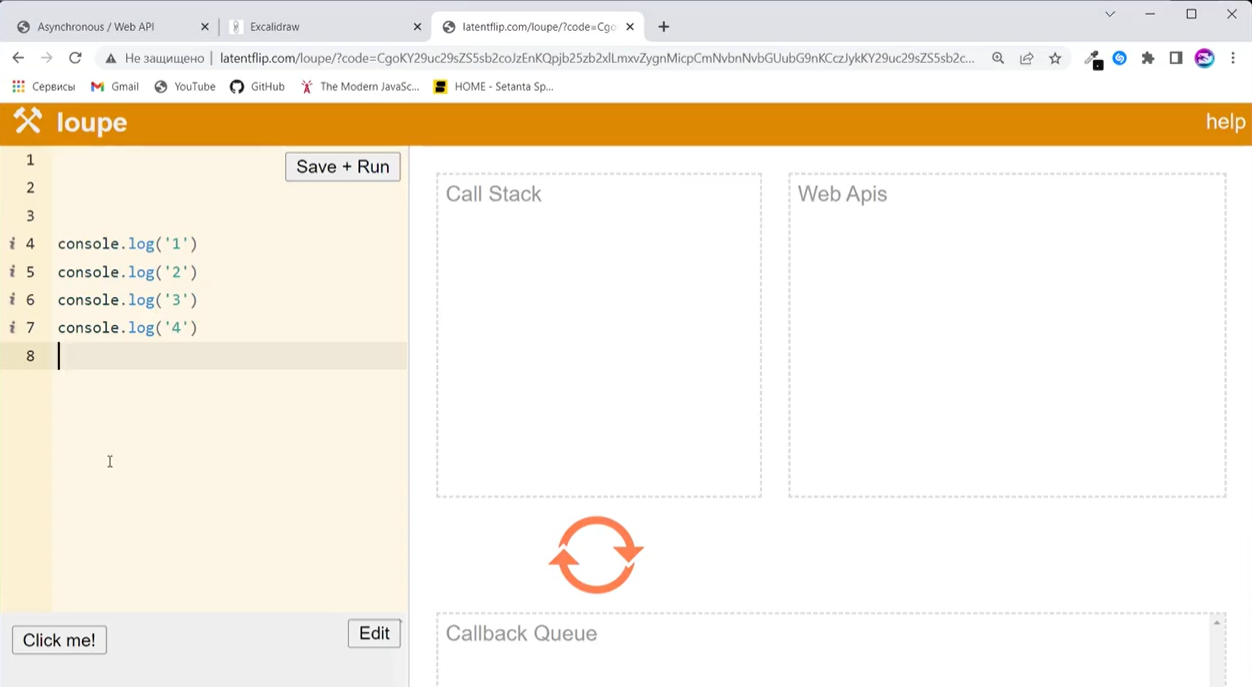 Asynchronous / Web API
Excalidraw
latentflip.com/loupe/?code=Cgo
Не защищено
latentflip.com/loupe/?code=CgoKY29uc29sZS5sb2coJzEnKQpjb25zb2xlLmxvZygnMicpCmNvbnNvbGUubG9nKCczJykKY29uc29sZS5sb2c...
Сервисы
Gmail
YouTube
GitHub
The Modern JavaSc...
HOME - Setanta Sp...
loupe
help
Save + Run
1
2
3
i 4 console.log('1')
i 5 console.log('2')
i 6 console.log('3')
i 7 console.log('4')
8
Click me!
Edit
Call Stack
Web Apis
Callback Queue